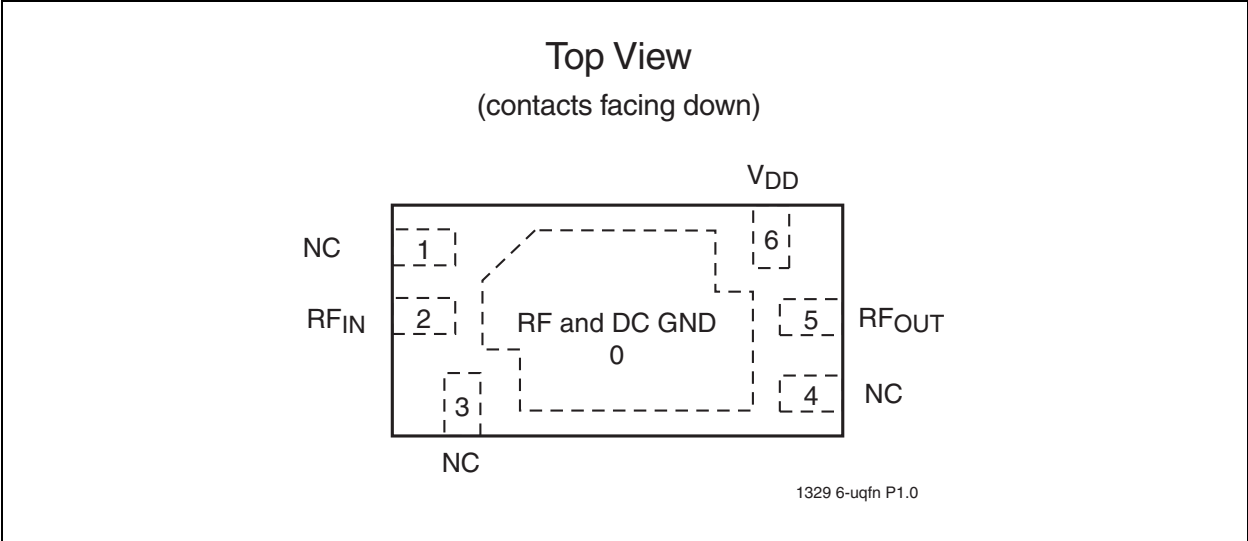 Top View
(contacts facing down)
VDD
NC
1
6
RFIN
2
RF and DC GND
0
5
RFOUT
3
4
NC
NC
1329 6-uqfn P1.0